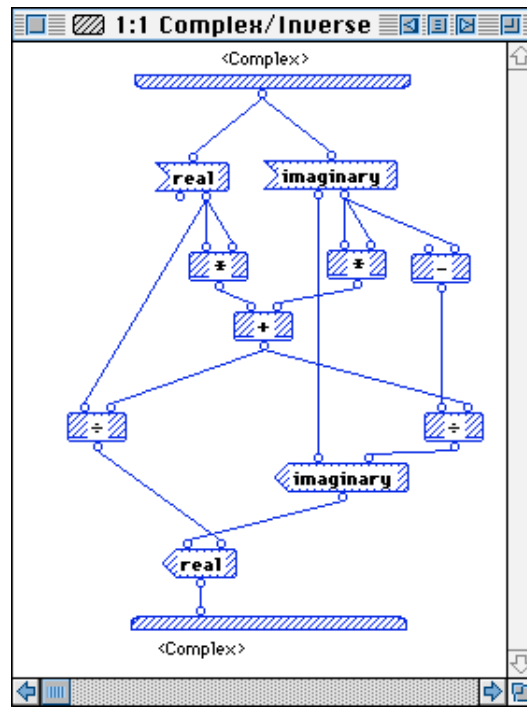 1:1 Complex/Inverse
<Complex>
real imaginary
* * -
+
÷ ÷
imaginary
real
<Complex>